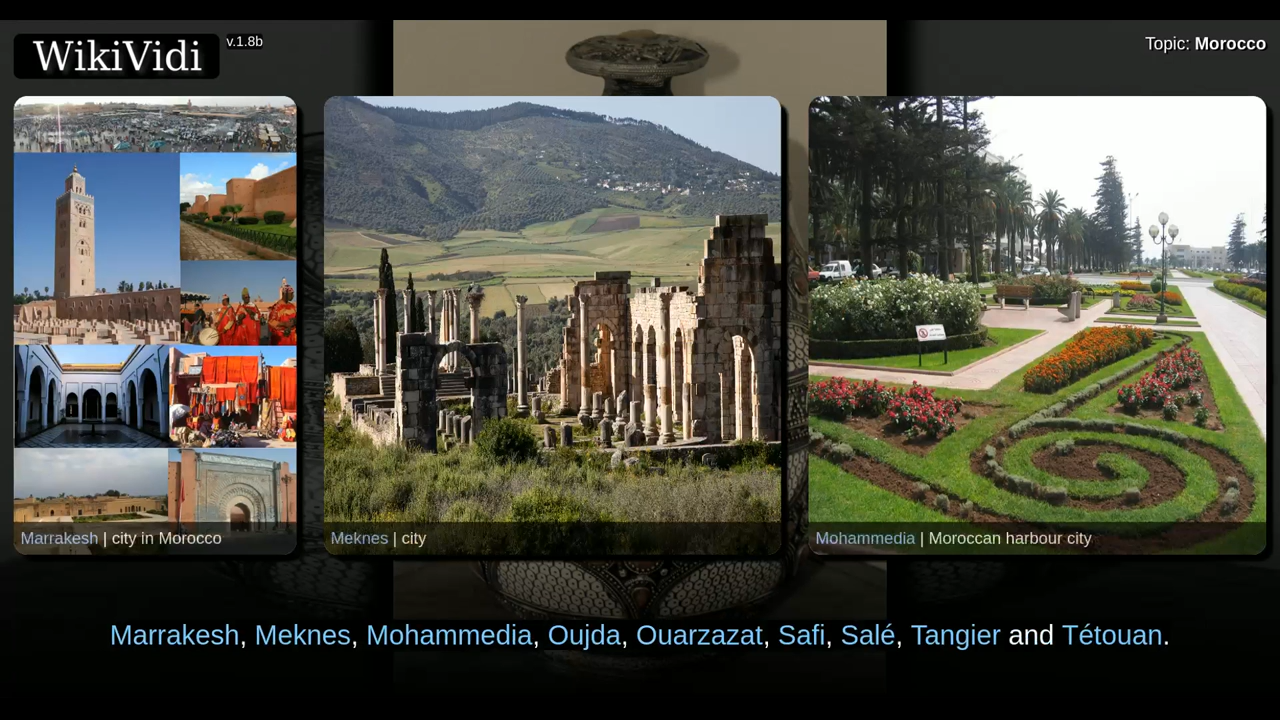 WikiVidi v.1.8b
Topic: Morocco
Marrakesh | city in Morocco
Meknes | city
Mohammedia | Moroccan harbour city
Marrakesh, Meknes, Mohammedia, Oujda, Ouarzazat, Safi, Salé, Tangier and Tétouan.